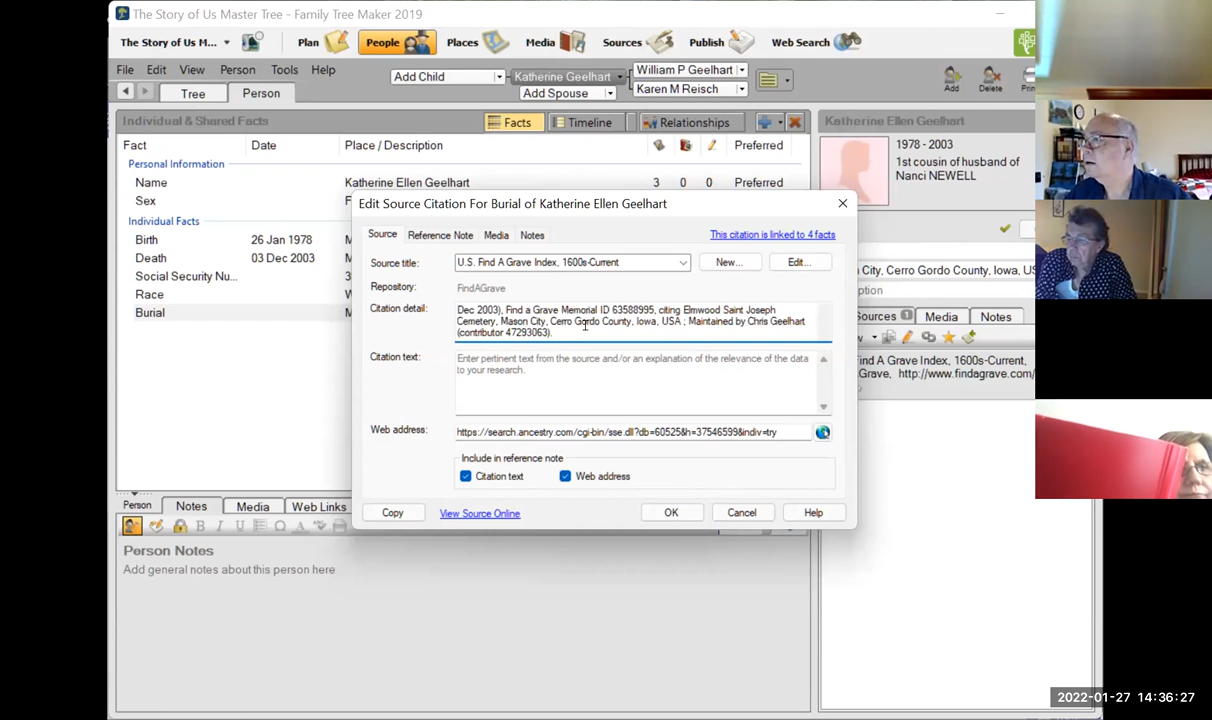 The Story of Us Master Tree - Family Tree Maker 2019
The Story of Us M...
Plan
People
Places
Media
Sources
Publish
Web Search
File Edit View Person Tools Help
Add Child
Katherine Geelhart
William P Geelhart
Add Spouse
Karen M Reisch
Add
Delete
Tree
Person
Individual & Shared Facts
Facts
Timeline
Relationships
Katherine Ellen Geelhart
Fact Date Place / Description Preferred
1978 - 2003
1st cousin of husband of
Nanci NEWELL
Personal Information
Name Katherine Ellen Geelhart 3 0 0 Preferred
Sex
Individual Facts
Birth 26 Jan 1978
Death 03 Dec 2003
Social Security Nu...
Race
Burial
Edit Source Citation For Burial of Katherine Ellen Geelhart
Source
Reference Note
Media
Notes
This citation is linked to 4 facts
Source title: U.S. Find A Grave Index, 1600s-Current
New...
Edit...
Repository: FindAGrave
Citation detail: Dec 2003), Find a Grave Memorial ID 63588995, citing Elmwood Saint Joseph
Cemetery, Mason City, Cerro Gordo County, Iowa, USA ; Maintained by Chris Geelhart
(contributor 47293063).
Citation text: Enter pertinent text from the source and/or an explanation of the relevance of the data
to your research.
Web address: https://search.ancestry.com/cgi-bin/sse.dll?db=60525&h=37546599&indiv=try
Include in reference note
Citation text
Web address
Copy
View Source Online
OK
Cancel
Help
City, Cerro Gordo County, Iowa, US
ption
ources 1
Media
Notes
ind A Grave Index, 1600s-Current,
Grave, http://www.findagrave.com/
Person
Notes
Media
Web Links
B I U
Person Notes
Add general notes about this person here
2022-01-27 14:36:27